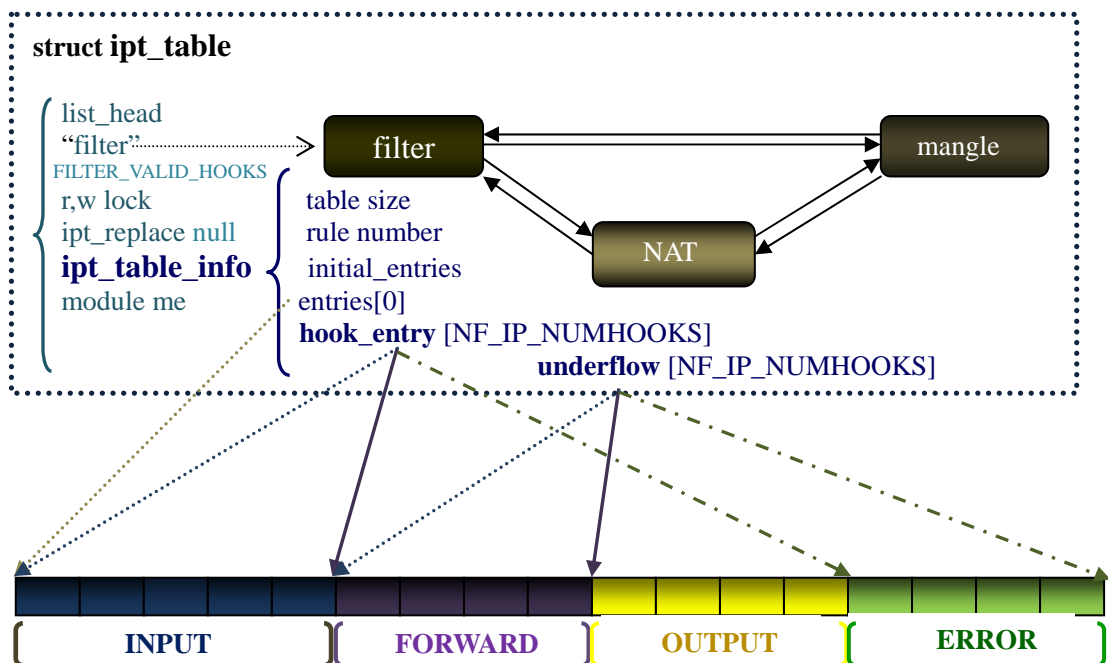 struct ipt_table
list_head
“filter”
FILTER_VALID_HOOKS
r,w lock
ipt_replace null
ipt_table_info
module me
filter
mangle
NAT
table size
rule number
initial_entries
entries[0]
hook_entry [NF_IP_NUMHOOKS]
underflow [NF_IP_NUMHOOKS]
INPUT
FORWARD
OUTPUT
ERROR